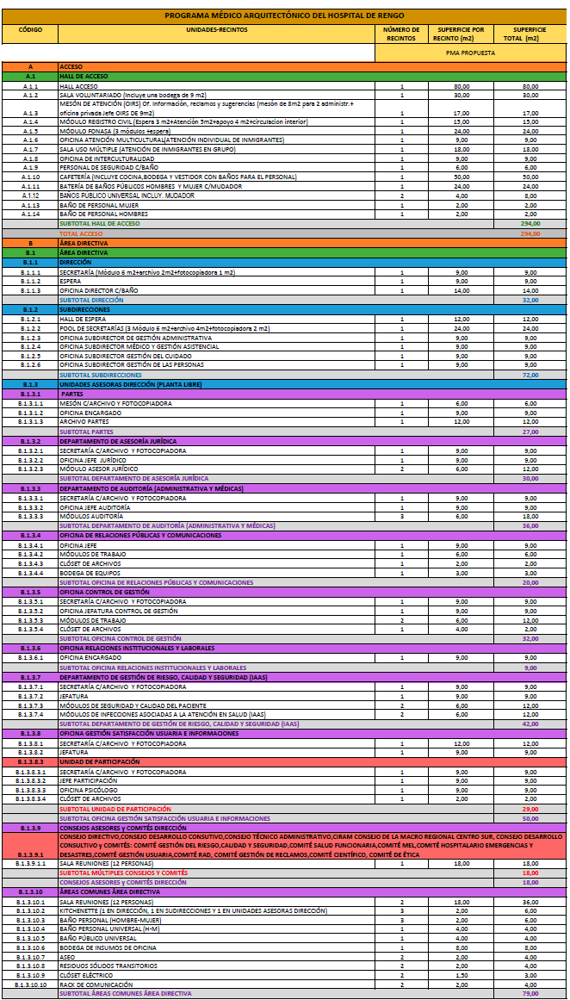 PROGRAMA MÉDICO ARQUITECTÓNICO DEL HOSPITAL DE RENGO
CÓDIGO UNIDADES-RECINTOS NÚMERO DE RECINTOS SUPERFICIE POR RECINTO (m2) SUPERFICIE TOTAL (m2)
PMA PROPUESTA
A ACCESO
A.1 HALL DE ACCESO
A.1.1 HALL ACCESO 1 80,00 80,00
A.1.2 SALA VOLUNTARIADO (Incluye una bodega de 9 m2) 1 30,00 30,00
MESÓN DE ATENCIÓN (OIRS) Of. Información, reclamos y sugerencias (mesón de 8m2 para 2 administr.+
A.1.3 oficina privada Jefe OIRS DE 9m2) 1 17,00 17,00
A.1.4 MÓDULO REGISTRO CIVIL (Espera 3 m2+Atención 5m2+apoyo 4 m2+circulacion interior) 1 15,00 15,00
A.1.5 MÓDULO FONASA (3 módulos +espera) 1 24,00 24,00
A.1.6 OFICINA ATENCIÓN MULTICULTURAL(ATENCIÓN INDIVIDUAL DE INMIGRANTES) 1 9,00 9,00
A.1.7 SALA USO MÚLTIPLE (ATENCIÓN DE INMIGRANTES EN GRUPO) 1 18,00 18,00
A.1.8 OFICINA DE INTERCULTURALIDAD 1 9,00 9,00
A.1.9 PERSONAL DE SEGURIDAD C/BAÑO 1 6,00 6,00
A.1.10 CAFETERÍA (INCLUYE COCINA,BODEGA Y VESTIDOR CON BAÑOS PARA EL PERSONAL) 1 50,00 50,00
A.1.11 BATERÍA DE BAÑOS PÚBLICOS HOMBRES Y MUJER C/MUDADOR 1 24,00 24,00
A.1.12 BAÑOS PÚBLICO UNIVERSAL INCLUY. MUDADOR 2 4,00 8,00
A.1.13 BAÑO DE PERSONAL MUJER 1 2,00 2,00
A.1.14 BAÑO DE PERSONAL HOMBRES 1 2,00 2,00
SUBTOTAL HALL DE ACCESO 294,00
TOTAL ACCESO 294,00
B ÁREA DIRECTIVA
B.1 ÁREA DIRECTIVA
B.1.1 DIRECCIÓN
B.1.1.1 SECRETARÍA (Módulo 6 m2+archivo 2m2+fotocopiadora 1 m2) 1 9,00 9,00
B.1.1.2 ESPERA 1 9,00 9,00
B.1.1.3 OFICINA DIRECTOR C/BAÑO 1 14,00 14,00
SUBTOTAL DIRECCIÓN 32,00
B.1.2 SUBDIRECCIONES
B.1.2.1 HALL DE ESPERA 1 12,00 12,00
B.1.2.2 POOL DE SECRETARÍAS (3 Módulo 6 m2+archivo 4m2+fotocopiadora 2 m2) 1 24,00 24,00
B.1.2.3 OFICINA SUBDIRECTOR DE GESTIÓN ADMINISTRATIVA 1 9,00 9,00
B.1.2.4 OFICINA SUBDIRECTOR MÉDICO Y GESTIÓN ASISTENCIAL 1 9,00 9,00
B.1.2.5 OFICINA SUBDIRECTOR GESTIÓN DEL CUIDADO 1 9,00 9,00
B.1.2.6 OFICINA SUBDIRECTOR GESTIÓN DE LAS PERSONAS 1 9,00 9,00
SUBTOTAL SUBDIRECCIONES 72,00
B.1.3 UNIDADES ASESORAS DIRECCIÓN (PLANTA LIBRE)
B.1.3.1 PARTES
B.1.3.1.1 MESÓN C/ARCHIVO Y FOTOCOPIADORA 1 6,00 6,00
B.1.3.1.2 OFICINA ENCARGADO 1 9,00 9,00
B.1.3.1.3 ARCHIVO PARTES 1 12,00 12,00
SUBTOTAL PARTES 27,00
B.1.3.2 DEPARTAMENTO DE ASESORÍA JURÍDICA
B.1.3.2.1 SECRETARÍA C/ARCHIVO Y FOTOCOPIADORA 1 9,00 9,00
B.1.3.2.2 OFICINA JEFE JURÍDICO 1 9,00 9,00
B.1.3.2.3 MÓDULO ASESOR JURÍDICO 2 6,00 12,00
SUBTOTAL DEPARTAMENTO DE ASESORÍA JURÍDICA 30,00
B.1.3.3 DEPARTAMENTO DE AUDITORÍA (ADMINISTRATIVA Y MÉDICAS)
B.1.3.3.1 SECRETARÍA C/ARCHIVO Y FOTOCOPIADORA 1 9,00 9,00
B.1.3.3.2 OFICINA JEFE AUDITORÍA 1 9,00 9,00
B.1.3.3.3 MÓDULOS AUDITORÍA 3 6,00 18,00
SUBTOTAL DEPARTAMENTO DE AUDITORÍA (ADMINISTRATIVA Y MÉDICAS) 36,00
B.1.3.4 OFICINA DE RELACIONES PÚBLICAS Y COMUNICACIONES
B.1.3.4.1 OFICINA JEFE 1 9,00 9,00
B.1.3.4.2 MÓDULOS DE TRABAJO 1 6,00 6,00
B.1.3.4.3 CLÓSET DE ARCHIVOS 1 2,00 2,00
B.1.3.4.4 BODEGA DE EQUIPOS 1 3,00 3,00
SUBTOTAL OFICINA DE RELACIONES PÚBLICAS Y COMUNICACIONES 20,00
B.1.3.5 OFICINA CONTROL DE GESTIÓN
B.1.3.5.1 SECRETARÍA C/ARCHIVO Y FOTOCOPIADORA 1 9,00 9,00
B.1.3.5.2 OFICINA JEFATURA CONTROL DE GESTIÓN 1 9,00 9,00
B.1.3.5.3 MÓDULOS DE TRABAJO 2 6,00 12,00
B.1.3.5.4 CLÓSET DE ARCHIVOS 1 4,00 2,00
SUBTOTAL OFICINA CONTROL DE GESTIÓN 32,00
B.1.3.6 OFICINA RELACIONES INSTITUCIONALES Y LABORALES
B.1.3.6.1 OFICINA ENCARGADO 1 9,00 9,00
SUBTOTAL OFICINA RELACIONES INSTITUCIONALES Y LABORALES 9,00
B.1.3.7 DEPARTAMENTO DE GESTIÓN DE RIESGO, CALIDAD Y SEGURIDAD (IAAS)
B.1.3.7.1 SECRETARÍA C/ARCHIVO Y FOTOCOPIADORA 1 9,00 9,00
B.1.3.7.2 JEFATURA 1 9,00 9,00
B.1.3.7.3 MÓDULOS DE SEGURIDAD Y CALIDAD DEL PACIENTE 2 6,00 12,00
B.1.3.7.4 MÓDULOS DE INFECCIONES ASOCIADAS A LA ATENCIÓN EN SALUD (IAAS) 2 6,00 12,00
SUBTOTAL DEPARTAMENTO DE GESTIÓN DE RIESGO, CALIDAD Y SEGURIDAD (IAAS) 42,00
B.1.3.8 OFICINA GESTIÓN SATISFACCIÓN USUARIA E INFORMACIONES
B.1.3.8.1 SECRETARÍA C/ARCHIVO Y FOTOCOPIADORA 1 12,00 12,00
B.1.3.8.2 JEFATURA 1 9,00 9,00
B.1.3.8.3 UNIDAD DE PARTICIPACIÓN
B.1.3.8.3.1 SECRETARÍA C/ARCHIVO Y FOTOCOPIADORA 1 9,00 9,00
B.1.3.8.3.2 JEFE PARTICIPACIÓN 1 9,00 9,00
B.1.3.8.3.3 OFICINA PSICÓLOGO 1 9,00 9,00
B.1.3.8.3.4 CLÓSET DE ARCHIVOS 1 2,00 2,00
SUBTOTAL UNIDAD DE PARTICIPACIÓN 29,00
SUBTOTAL OFICINA GESTIÓN SATISFACCIÓN USUARIA E INFORMACIONES 50,00
B.1.3.9 CONSEJOS ASESORES y COMITÉS DIRECCIÓN
CONSEJO DIRECTIVO,CONSEJO DESARROLLO CONSUTIVO,CONSEJO TÉCNICO ADMINISTRATIVO,CIRAM CONSEJO DE LA MACRO REGIONAL CENTRO SUR, CONSEJO DESARROLLO
CONSULTIVO y COMITÉS: COMITÉ GESTIÓN DEL RIESGO,CALIDAD Y SEGURIDAD,COMITÉ SALUD FUNCIONARIA,COMITÉ MEL,COMITÉ HOSPITALARIO EMERGENCIAS Y
B.1.3.9.1 DESASTRES,COMITÉ GESTIÓN USUARIA,COMITÉ RAD, COMITÉ GESTIÓN DE RECLAMOS,COMITÉ CIENTÍFICO, COMITÉ DE ÉTICA
B.1.3.9.1.1 SALA REUNIONES (12 PERSONAS) 1 18,00 18,00
SUBTOTAL MÚLTIPLES CONSEJOS Y COMITÉS 18,00
CONSEJOS ASESORES y COMITÉS DIRECCIÓN 18,00
B.1.3.10 ÁREAS COMUNES ÁREA DIRECTIVA
B.1.3.10.1 SALA REUNIONES (12 PERSONAS) 2 18,00 36,00
B.1.3.10.2 KITCHENETTE (1 EN DIRECCIÓN, 1 EN SUDIRECCIONES Y 1 EN UNIDADES ASESORAS DIRECCIÓN) 3 2,00 6,00
B.1.3.10.3 BAÑO PERSONAL (HOMBRE-MUJER) 3 2,00 6,00
B.1.3.10.4 BAÑO PERSONAL UNIVERSAL (H-M) 1 4,00 4,00
B.1.3.10.5 BAÑO PÚBLICO UNIVERSAL 1 4,00 4,00
B.1.3.10.6 BODEGA DE INSUMOS DE OFICINA 1 8,00 8,00
B.1.3.10.7 ASEO 2 2,00 4,00
B.1.3.10.8 RESIDUOS SÓLIDOS TRANSITORIOS 2 2,00 4,00
B.1.3.10.9 CLÓSET ELÉCTRICO 2 1,50 3,00
B.1.3.10.10 RACK DE COMUNICACIÓN 2 2,00 4,00
SUBTOTAL ÁREAS COMUNES ÁREA DIRECTIVA 79,00